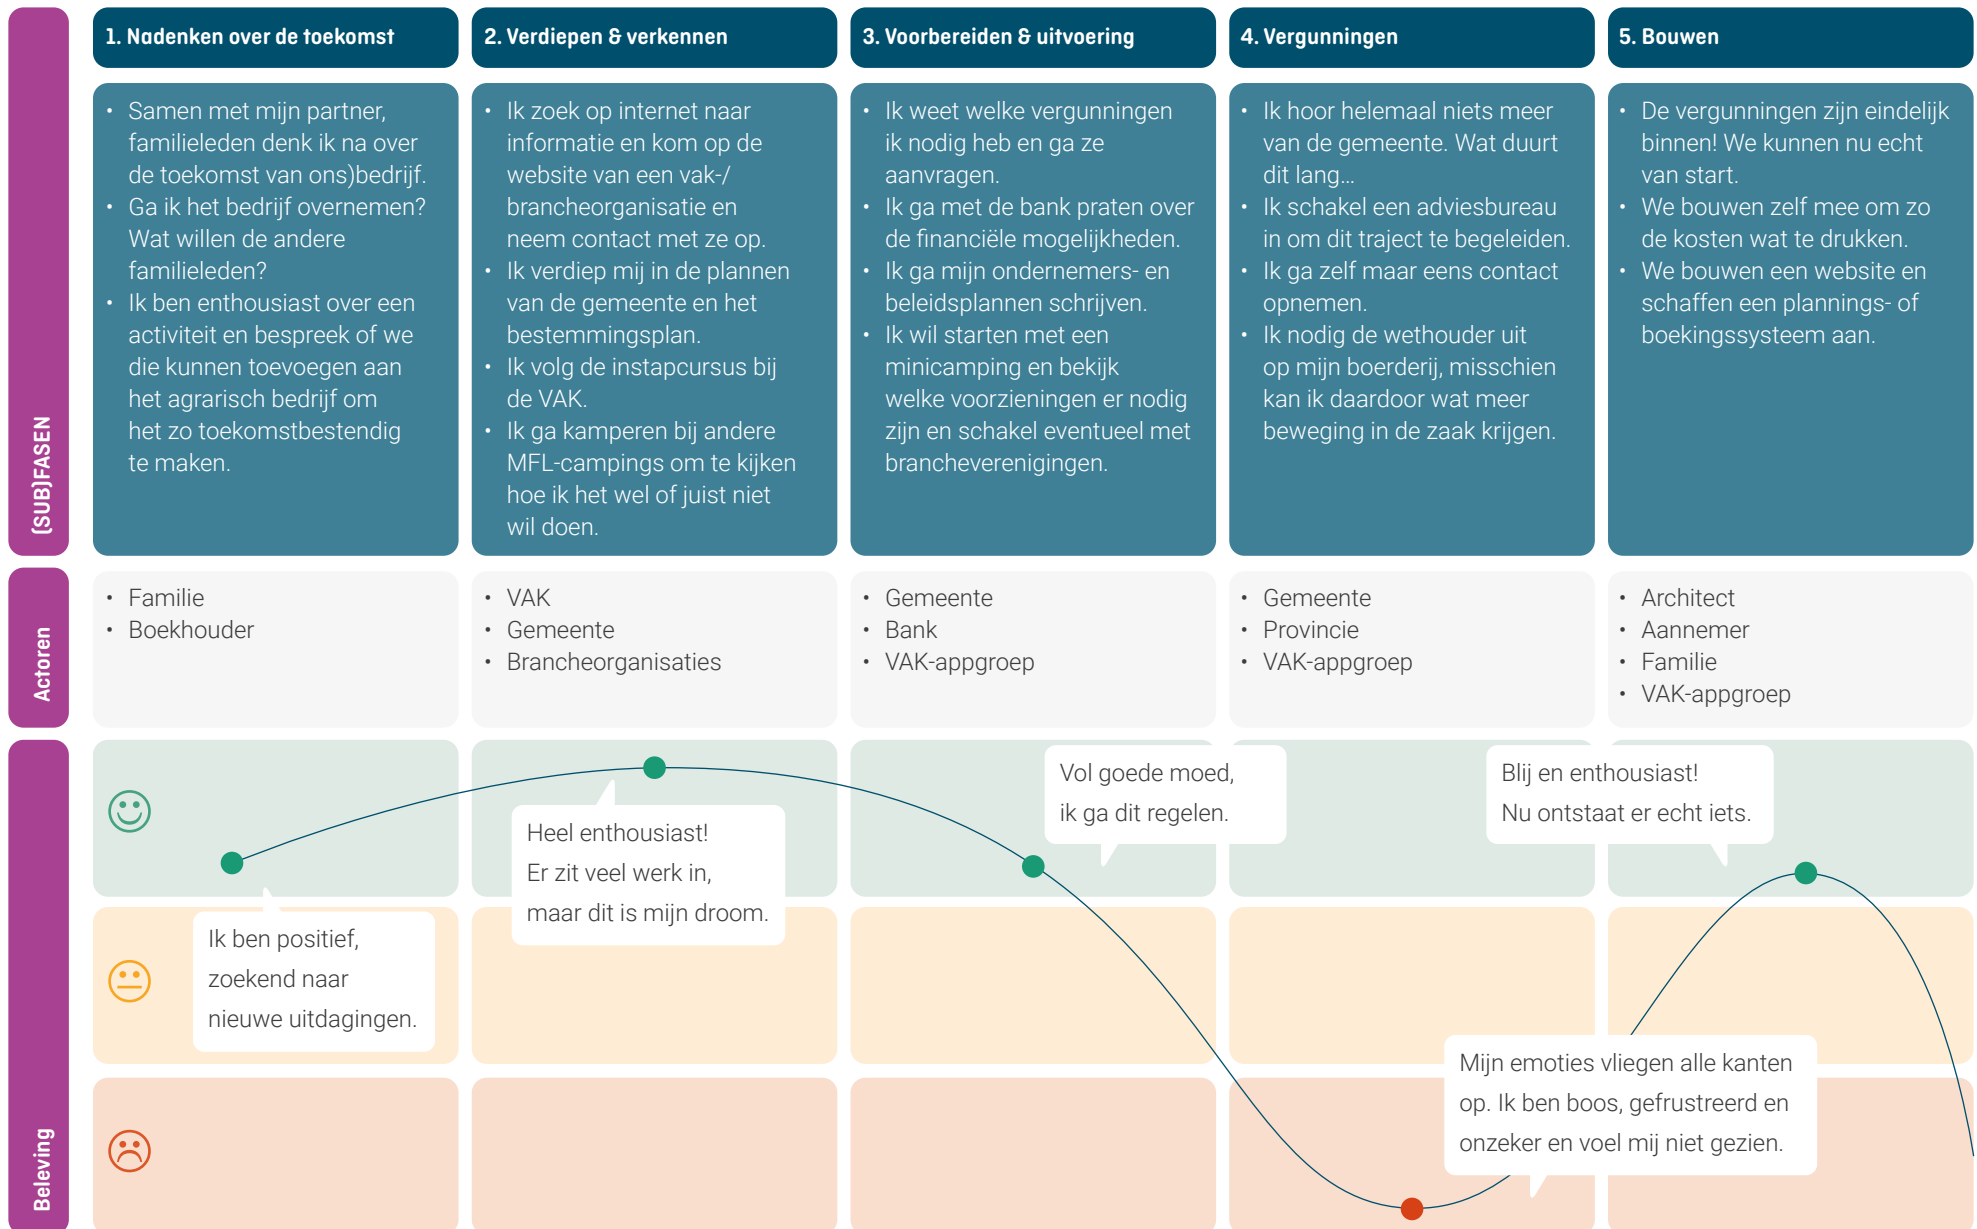 (SUB)FASEN
1. Nadenken over de toekomst
• Samen met mijn partner,
familieleden denk ik na over
de toekomst van ons)bedrijf.
• Ga ik het bedrijf overnemen?
Wat willen de andere
familieleden?
• Ik ben enthousiast over een
activiteit en bespreek of we
die kunnen toevoegen aan
het agrarisch bedrijf om
het zo toekomstbestendig
te maken.
2. Verdiepen & verkennen
• Ik zoek op internet naar
informatie en kom op de
website van een vak-/
brancheorganisatie en
neem contact met ze op.
• Ik verdiep mij in de plannen
van de gemeente en het
bestemmingsplan.
• Ik volg de instapcursus bij
de VAK.
• Ik ga kamperen bij andere
MFL-campings om te kijken
hoe ik het wel of juist niet
wil doen.
3. Voorbereiden & uitvoering
• Ik weet welke vergunningen
ik nodig heb en ga ze
aanvragen.
• Ik ga met de bank praten over
de financiële mogelijkheden.
• Ik ga mijn ondernemers- en
beleidsplannen schrijven.
• Ik wil starten met een
minicamping en bekijk
welke voorzieningen er nodig
zijn en schakel eventueel met
brancheverenigingen.
4. Vergunningen
• Ik hoor helemaal niets meer
van de gemeente. Wat duurt
dit lang...
• Ik schakel een adviesbureau
in om dit traject te begeleiden.
• Ik ga zelf maar eens contact
opnemen.
• Ik nodig de wethouder uit
op mijn boerderij, misschien
kan ik daardoor wat meer
beweging in de zaak krijgen.
5. Bouwen
• De vergunningen zijn eindelijk
binnen! We kunnen nu echt
van start.
• We bouwen zelf mee om zo
de kosten wat te drukken.
• We bouwen een website en
schaffen een plannings- of
boekingssysteem aan.
Actoren
• Familie
• Boekhouder
• VAK
• Gemeente
• Brancheorganisaties
• Gemeente
• Bank
• VAK-appgroep
• Gemeente
• Provincie
• VAK-appgroep
• Architect
• Aannemer
• Familie
• VAK-appgroep
Beleving
Ik ben positief,
zoekend naar
nieuwe uitdagingen.
Heel enthousiast!
Er zit veel werk in,
maar dit is mijn droom.
Vol goede moed,
ik ga dit regelen.
Mijn emoties vliegen alle kanten
op. Ik ben boos, gefrustreerd en
onzeker en voel mij niet gezien.
Blij en enthousiast!
Nu ontstaat er echt iets.